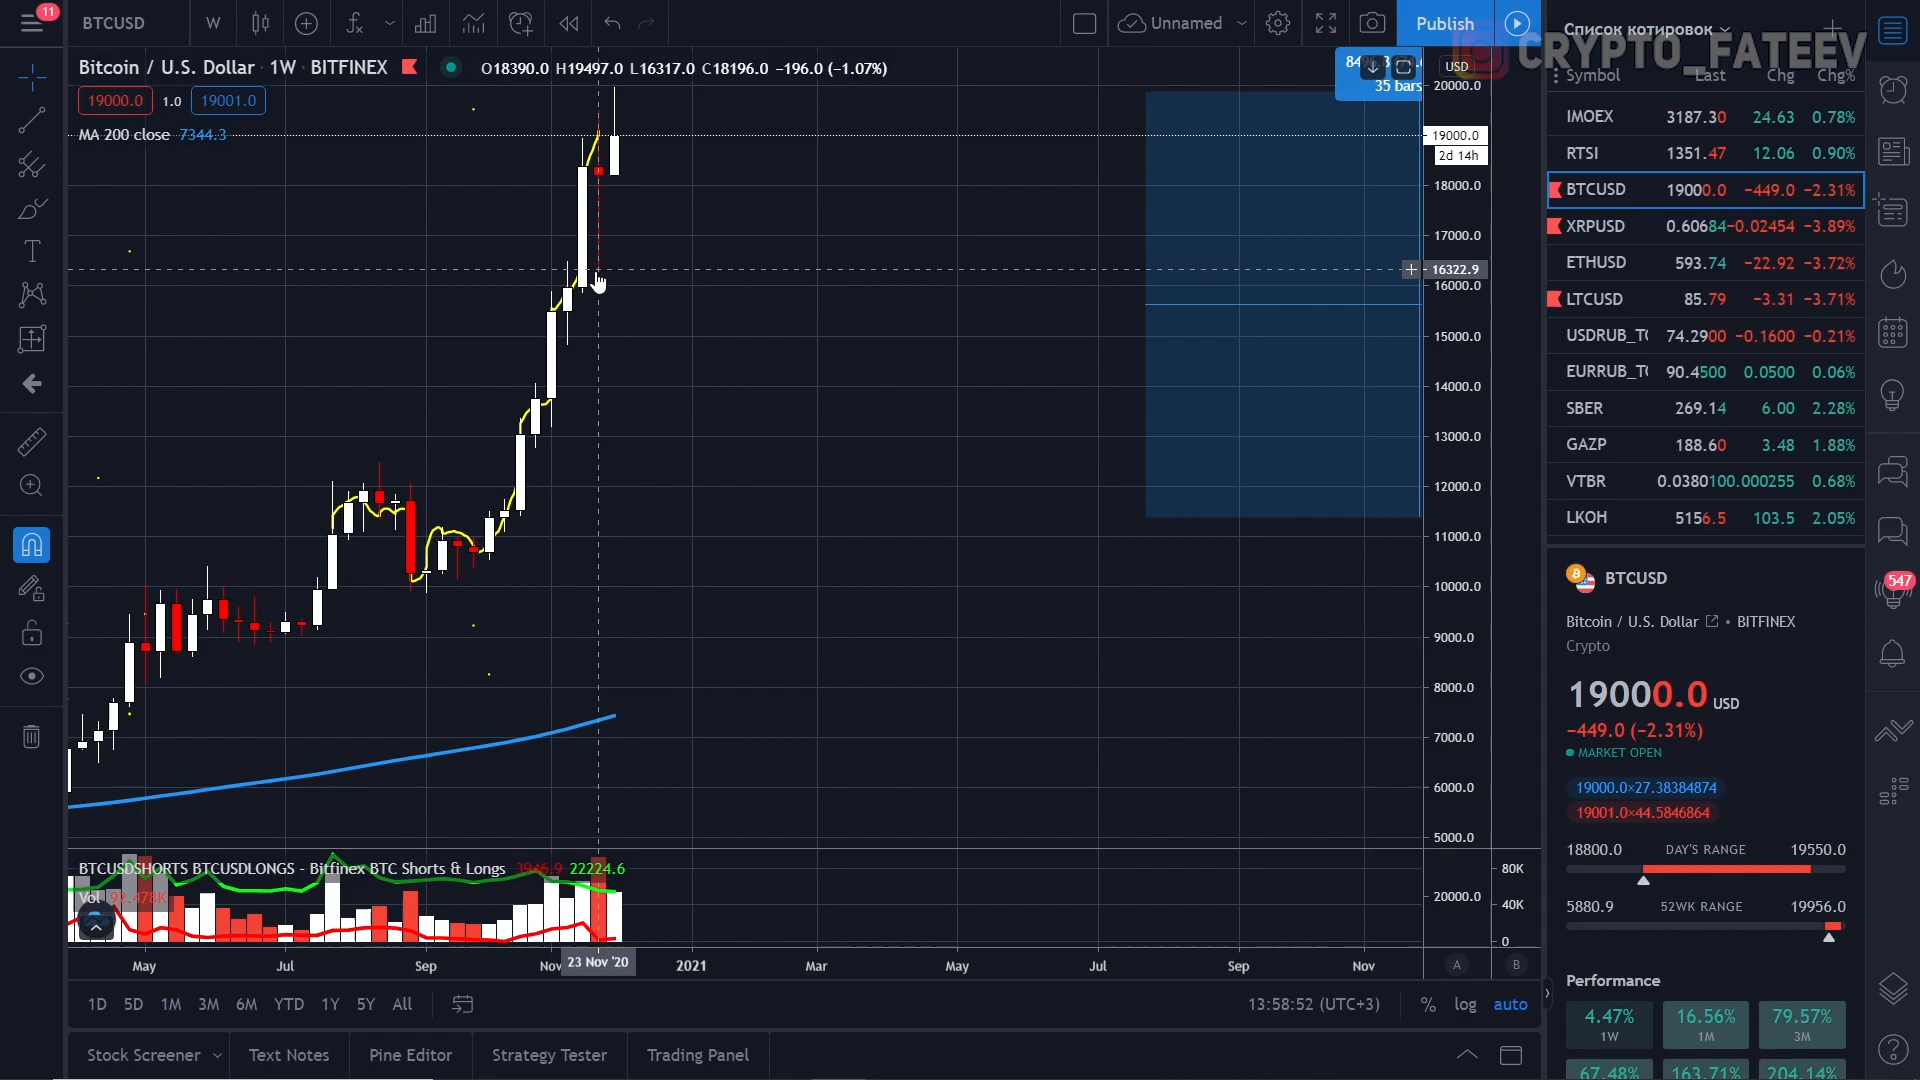 11
BTCUSD
W
Unnamed
Publish
Список котировок
CRYPTO_FATEEV
Bitcoin / U.S. Dollar · 1W · BITFINEX
O18390.0 H19497.0 L16317.0 C18196.0 −196.0 (−1.07%)
19000.0 1.0 19001.0
MA 200 close 7344.3
35 bars
USD
20000.0
19000.0
2d 14h
18000.0
17000.0
16322.9
16000.0
15000.0
14000.0
13000.0
12000.0
11000.0
10000.0
9000.0
8000.0
7000.0
6000.0
5000.0
BTCUSDSHORTS BTCUSDLONGS - Bitfinex BTC Shorts & Longs 3946.9 22224.6
Vol 92.478K
80K
20000.0
40K
0
May
Jul
Sep
Nov
23 Nov '20
2021
Mar
May
Jul
Sep
Nov
A
B
1D 5D 1M 3M 6M YTD 1Y 5Y All
13:58:52 (UTC+3)
% log auto
Stock Screener
Text Notes
Pine Editor
Strategy Tester
Trading Panel
Symbol Last Chg Chg%
IMOEX 3187.30 24.63 0.78%
RTSI 1351.47 12.06 0.90%
BTCUSD 19000.0 −449.0 −2.31%
XRPUSD 0.60684 −0.02454 −3.89%
ETHUSD 593.74 −22.92 −3.72%
LTCUSD 85.79 −3.31 −3.71%
USDRUB_T 74.2900 −0.1600 −0.21%
EURRUB_T 90.4500 0.0500 0.06%
SBER 269.14 6.00 2.28%
GAZP 188.60 3.48 1.88%
VTBR 0.038010 0.000255 0.68%
LKOH 5156.5 103.5 2.05%
BTCUSD
Bitcoin / U.S. Dollar • BITFINEX
Crypto
19000.0 USD
−449.0 (−2.31%)
MARKET OPEN
19000.0×27.38384874
19001.0×44.5846864
18800.0 DAY'S RANGE 19550.0
5880.9 52WK RANGE 19956.0
Performance
4.47% 16.56% 79.57%
1W 1M 3M
67.48% 163.71% 204.14%
547